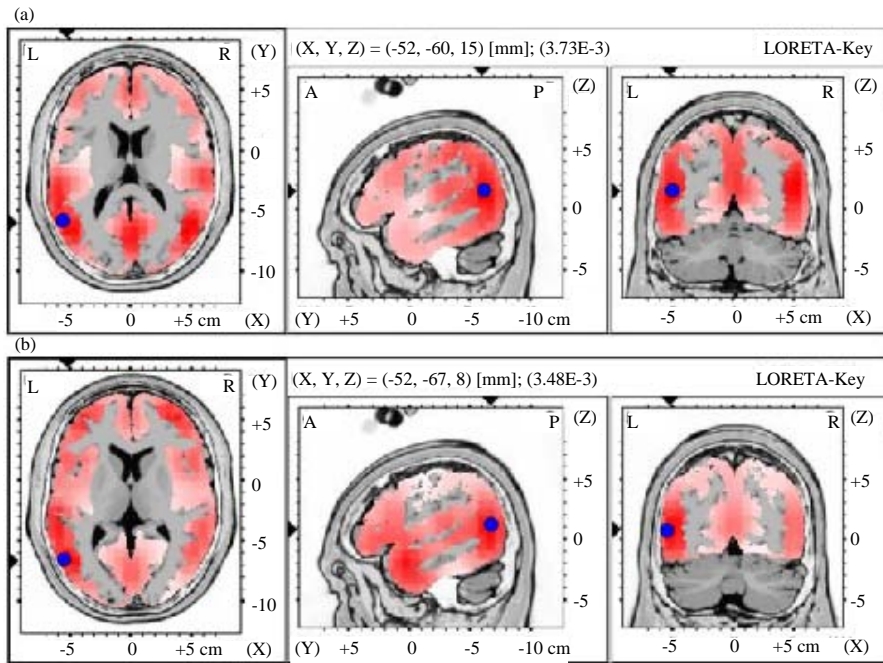 (a)
(X, Y, Z) = (-52, -60, 15) [mm]; (3.73E-3) LORETA-Key
L R (Y)
+5
0
-5
-10
-5 0 +5 cm (X)
A P (Z)
+5
0
-5
(Y) +5 0 -5 -10 cm
L R (Z)
+5
0
-5
-5 0 +5 cm (X)
(b)
(X, Y, Z) = (-52, -67, 8) [mm]; (3.48E-3) LORETA-Key
L R (Y)
+5
0
-5
-10
-5 0 +5 cm (X)
A P (Z)
+5
0
-5
(Y) +5 0 -5 -10 cm
L R (Z)
+5
0
-5
-5 0 +5 cm (X)